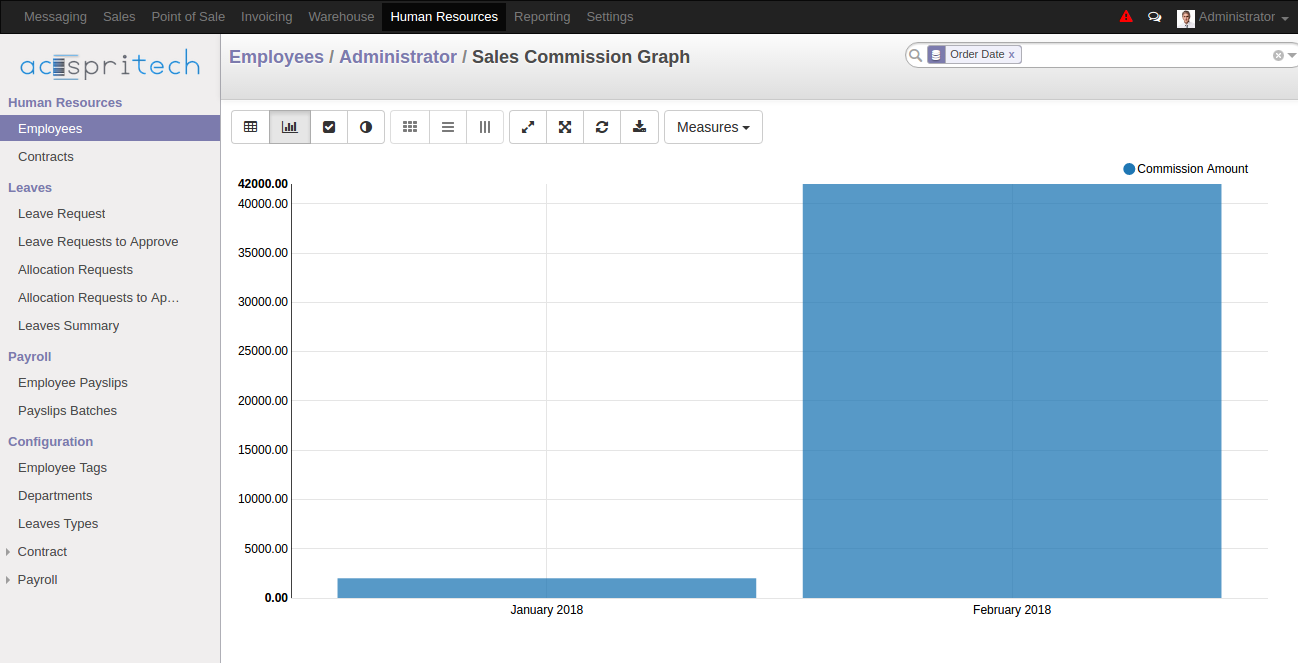 Messaging Sales Point of Sale Invoicing Warehouse Human Resources Reporting Settings Administrator
acespritech
Employees / Administrator / Sales Commission Graph
Order Date x
Human Resources
Employees
Contracts
Leaves
Leave Request
Leave Requests to Approve
Allocation Requests
Allocation Requests to Ap…
Leaves Summary
Payroll
Employee Payslips
Payslips Batches
Configuration
Employee Tags
Departments
Leaves Types
Contract
Payroll
Measures
Commission Amount
42000.00
40000.00
35000.00
30000.00
25000.00
20000.00
15000.00
10000.00
5000.00
0.00
January 2018 February 2018